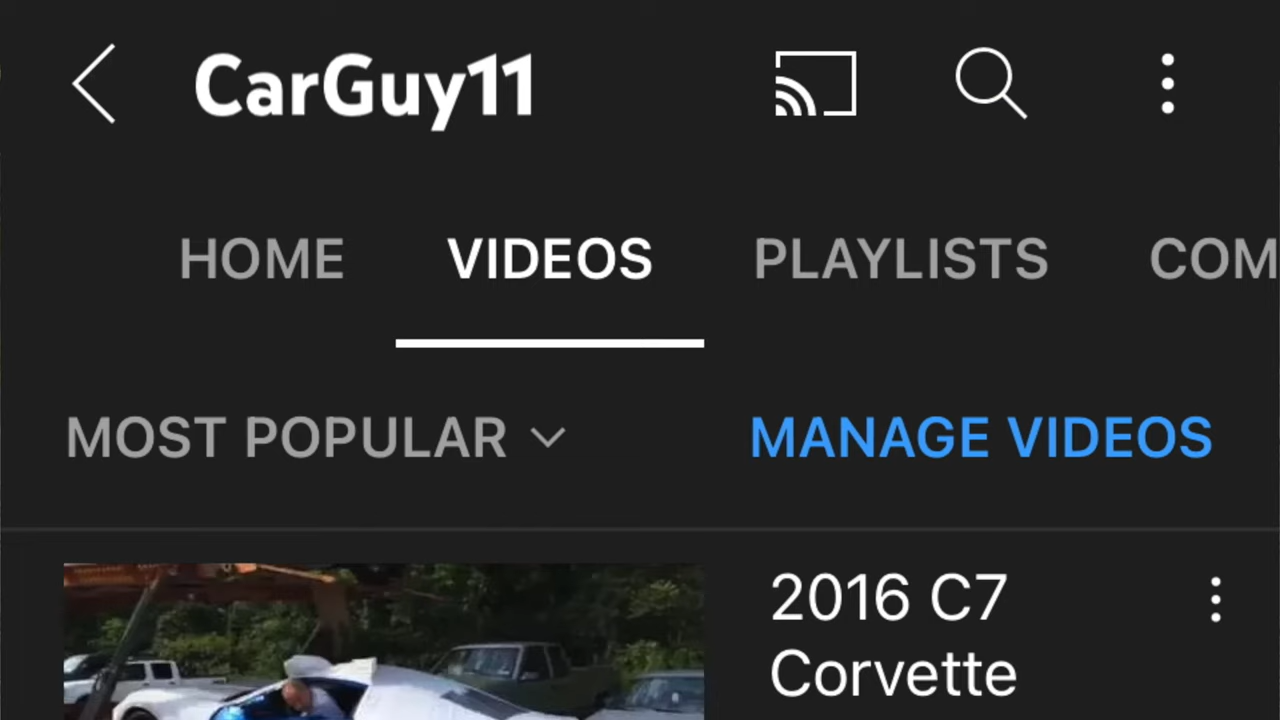 CarGuy11
HOME VIDEOS PLAYLISTS COM
MOST POPULAR MANAGE VIDEOS
2016 C7
Corvette